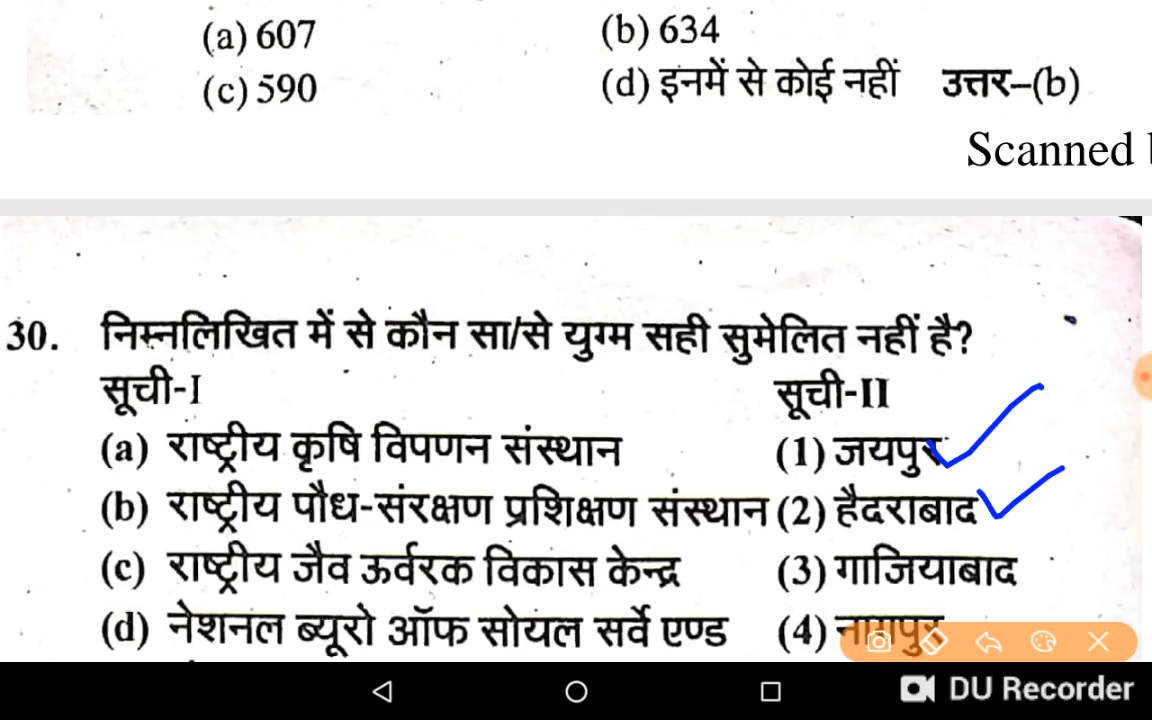 (a) 607 (b) 634
(c) 590 (d) इनमें से कोई नहीं उत्तर–(b)
Scanned
30. निम्नलिखित में से कौन सा/से युग्म सही सुमेलित नहीं है?
सूची-I सूची-II
(a) राष्ट्रीय कृषि विपणन संस्थान (1) जयपुर
(b) राष्ट्रीय पौध-संरक्षण प्रशिक्षण संस्थान (2) हैदराबाद
(c) राष्ट्रीय जैव ऊर्वरक विकास केन्द्र (3) गाजियाबाद
(d) नेशनल ब्यूरो ऑफ सोयल सर्वे एण्ड (4) नागपुर
DU Recorder